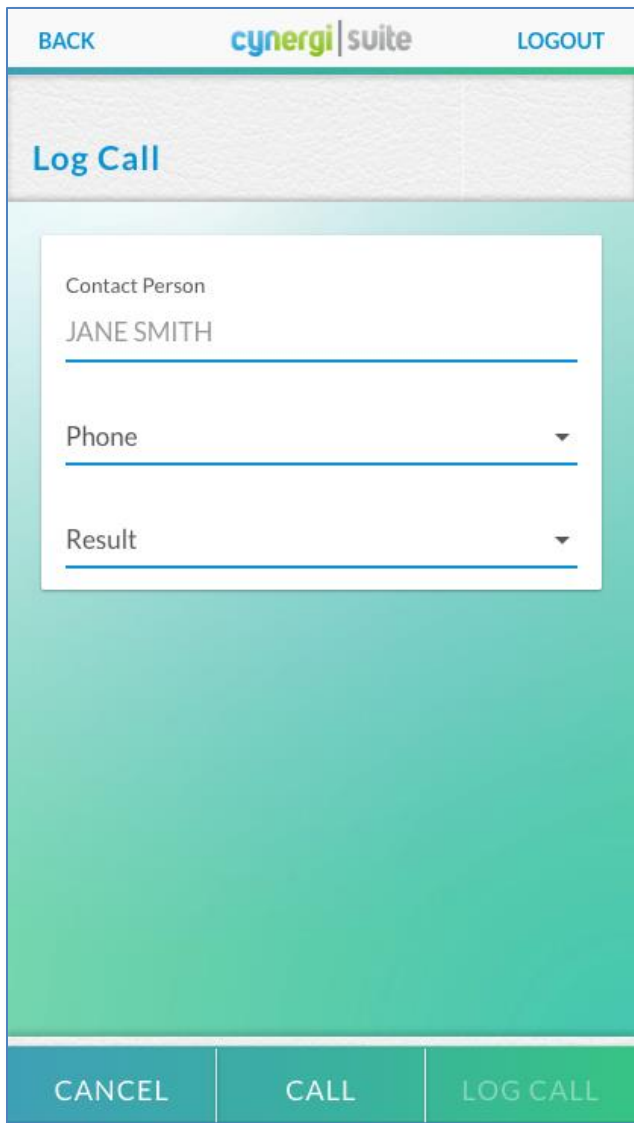 BACK cynergi|suite LOGOUT
Log Call
Contact Person
JANE SMITH
Phone
Result
CANCEL CALL LOG CALL